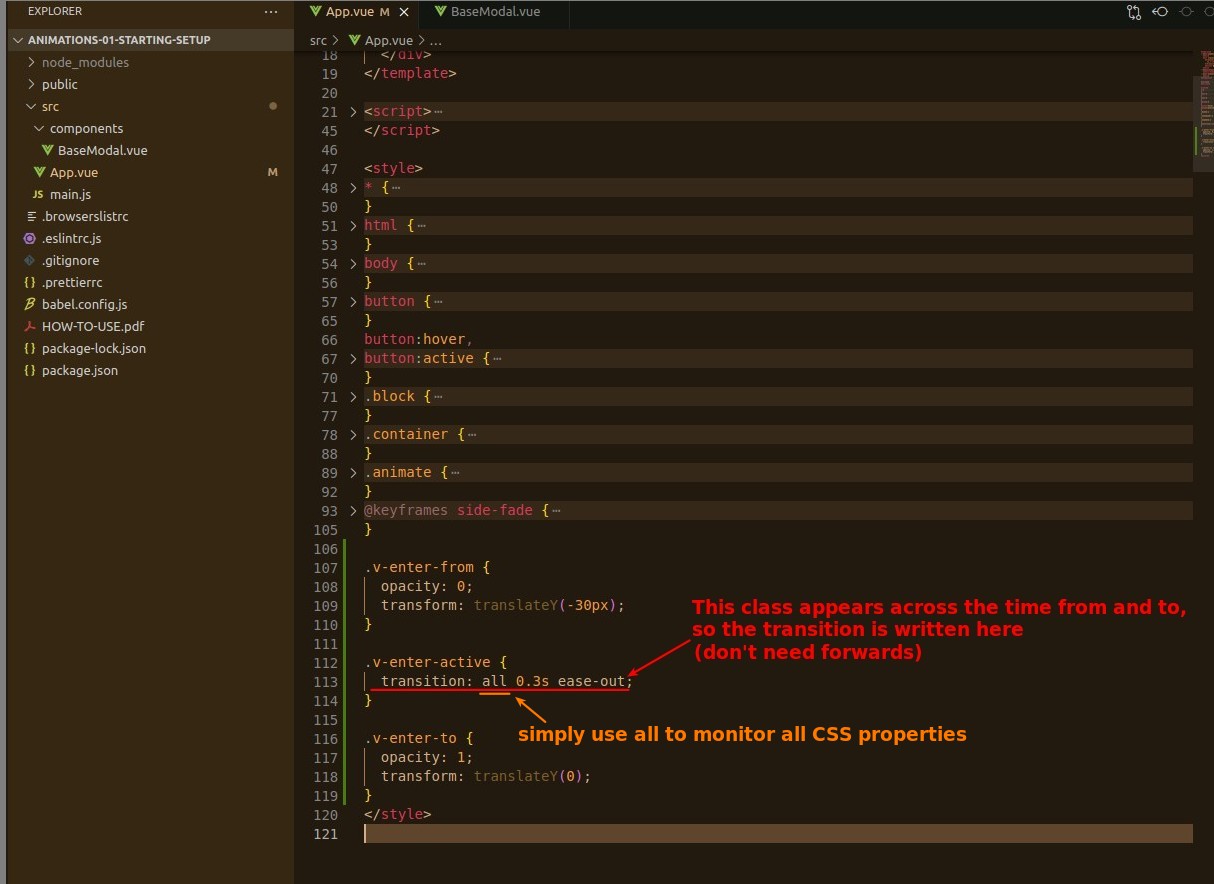 EXPLORER
···
App.vue M ×
BaseModal.vue
ANIMATIONS-01-STARTING-SETUP
node_modules
public
src
components
BaseModal.vue
App.vue M
JS main.js
.browserslistrc
.eslintrc.js
.gitignore
{} .prettierrc
babel.config.js
HOW-TO-USE.pdf
{} package-lock.json
{} package.json
src > App.vue > ...
18 </div>
19 </template>
20
21 <script>···
45 </script>
46
47 <style>
48 * {···
50 }
51 html {···
53 }
54 body {···
56 }
57 button {···
65 }
66 button:hover,
67 button:active {···
70 }
71 .block {···
77 }
78 .container {···
88 }
89 .animate {···
92 }
93 @keyframes side-fade {···
105 }
106
107 .v-enter-from {
108 opacity: 0;
109 transform: translateY(-30px);
110 }
111
112 .v-enter-active {
113 transition: all 0.3s ease-out;
114 }
115
116 .v-enter-to {
117 opacity: 1;
118 transform: translateY(0);
119 }
120 </style>
121
This class appears across the time from and to,
so the transition is written here
(don't need forwards)
simply use all to monitor all CSS properties